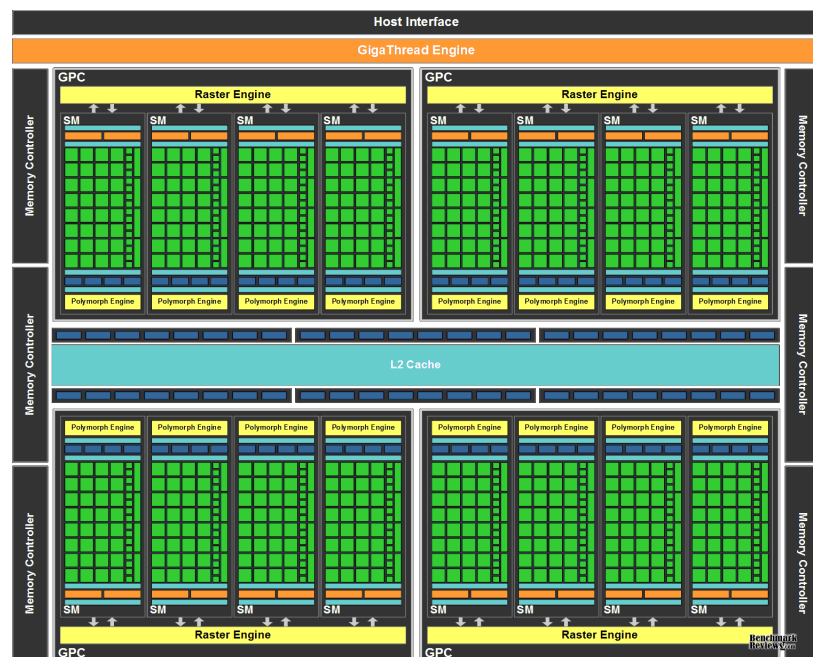 Host Interface
GigaThread Engine
GPC GPC
Raster Engine Raster Engine
SM SM SM SM SM SM SM SM
Memory Controller Memory Controller
Polymorph Engine Polymorph Engine Polymorph Engine Polymorph Engine Polymorph Engine Polymorph Engine Polymorph Engine Polymorph Engine
Memory Controller Memory Controller
L2 Cache
Polymorph Engine Polymorph Engine Polymorph Engine Polymorph Engine Polymorph Engine Polymorph Engine Polymorph Engine Polymorph Engine
Memory Controller Memory Controller
SM SM SM SM SM SM SM SM
Raster Engine Raster Engine
GPC GPC
Benchmark
Reviews.com